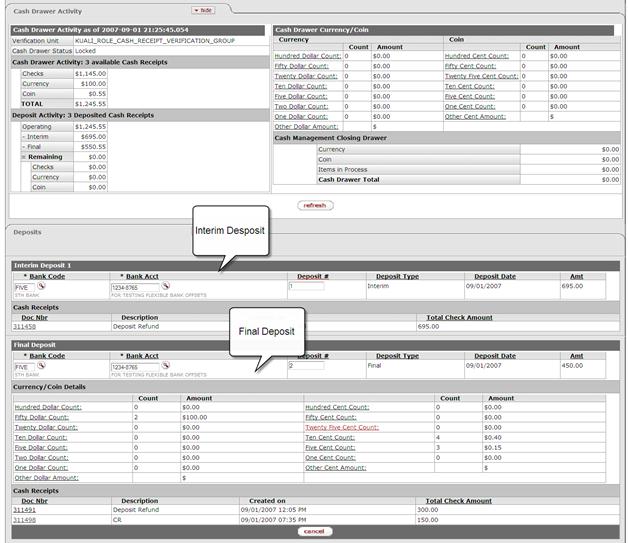 Cash Drawer Activity
▼ hide
Cash Drawer Activity as of 2007-09-01 21:25:45.054
Verification Unit KUALI_ROLE_CASH_RECEIPT_VERIFICATION_GROUP
Cash Drawer Status Locked
Cash Drawer Activity: 3 available Cash Receipts
Checks $1,145.00
Currency $100.00
Coin $0.55
TOTAL $1,245.55
Deposit Activity: 3 Deposited Cash Receipts
Operating $1,245.55
- Interim $695.00
- Final $550.55
= Remaining $0.00
Checks $0.00
Currency $0.00
Coin $0.00
Cash Drawer Currency/Coin
Currency Coin
Count Amount Count Amount
Hundred Dollar Count: 0 $0.00 Hundred Cent Count: 0 $0.00
Fifty Dollar Count: 0 $0.00 Fifty Cent Count: 0 $0.00
Twenty Dollar Count: 0 $0.00 Twenty Five Cent Count: 0 $0.00
Ten Dollar Count: 0 $0.00 Ten Cent Count: 0 $0.00
Five Dollar Count: 0 $0.00 Five Cent Count: 0 $0.00
Two Dollar Count: 0 $0.00 One Cent Count: 0 $0.00
One Dollar Count: 0 $0.00 Other Cent Amount: $
Other Dollar Amount: $
Cash Management Closing Drawer
Currency $0.00
Coin $0.00
Items in Process $0.00
Cash Drawer Total $0.00
refresh
Deposits
Interim Desposit
Interim Deposit 1
* Bank Code * Bank Acct Deposit # Deposit Type Deposit Date Amt
FIVE 1234-8765 1 Interim 09/01/2007 695.00
5TH BANK FOR TESTING FLEXIBLE BANK OFFSETS
Cash Receipts
Doc Nbr Description Total Check Amount
311458 Deposit Refund 695.00
Final Deposit
Final Deposit
* Bank Code * Bank Acct Deposit # Deposit Type Deposit Date Amt
FIVE 1234-8765 2 Final 09/01/2007 450.00
5TH BANK FOR TESTING FLEXIBLE BANK OFFSETS
Currency/Coin Details
Count Amount Count Amount
Hundred Dollar Count: 0 $0.00 Hundred Cent Count: 0 $0.00
Fifty Dollar Count: 2 $100.00 Fifty Cent Count: 0 $0.00
Twenty Dollar Count: 0 $0.00 Twenty Five Cent Count: 0 $0.00
Ten Dollar Count: 0 $0.00 Ten Cent Count: 4 $0.40
Five Dollar Count: 0 $0.00 Five Cent Count: 3 $0.15
Two Dollar Count: 0 $0.00 One Cent Count: 0 $0.00
One Dollar Count: 0 $0.00 Other Cent Amount: $
Other Dollar Amount: $
Cash Receipts
Doc Nbr Description Created on Total Check Amount
311491 Deposit Refund 09/01/2007 12:05 PM 300.00
311498 CR 09/01/2007 07:35 PM 150.00
cancel